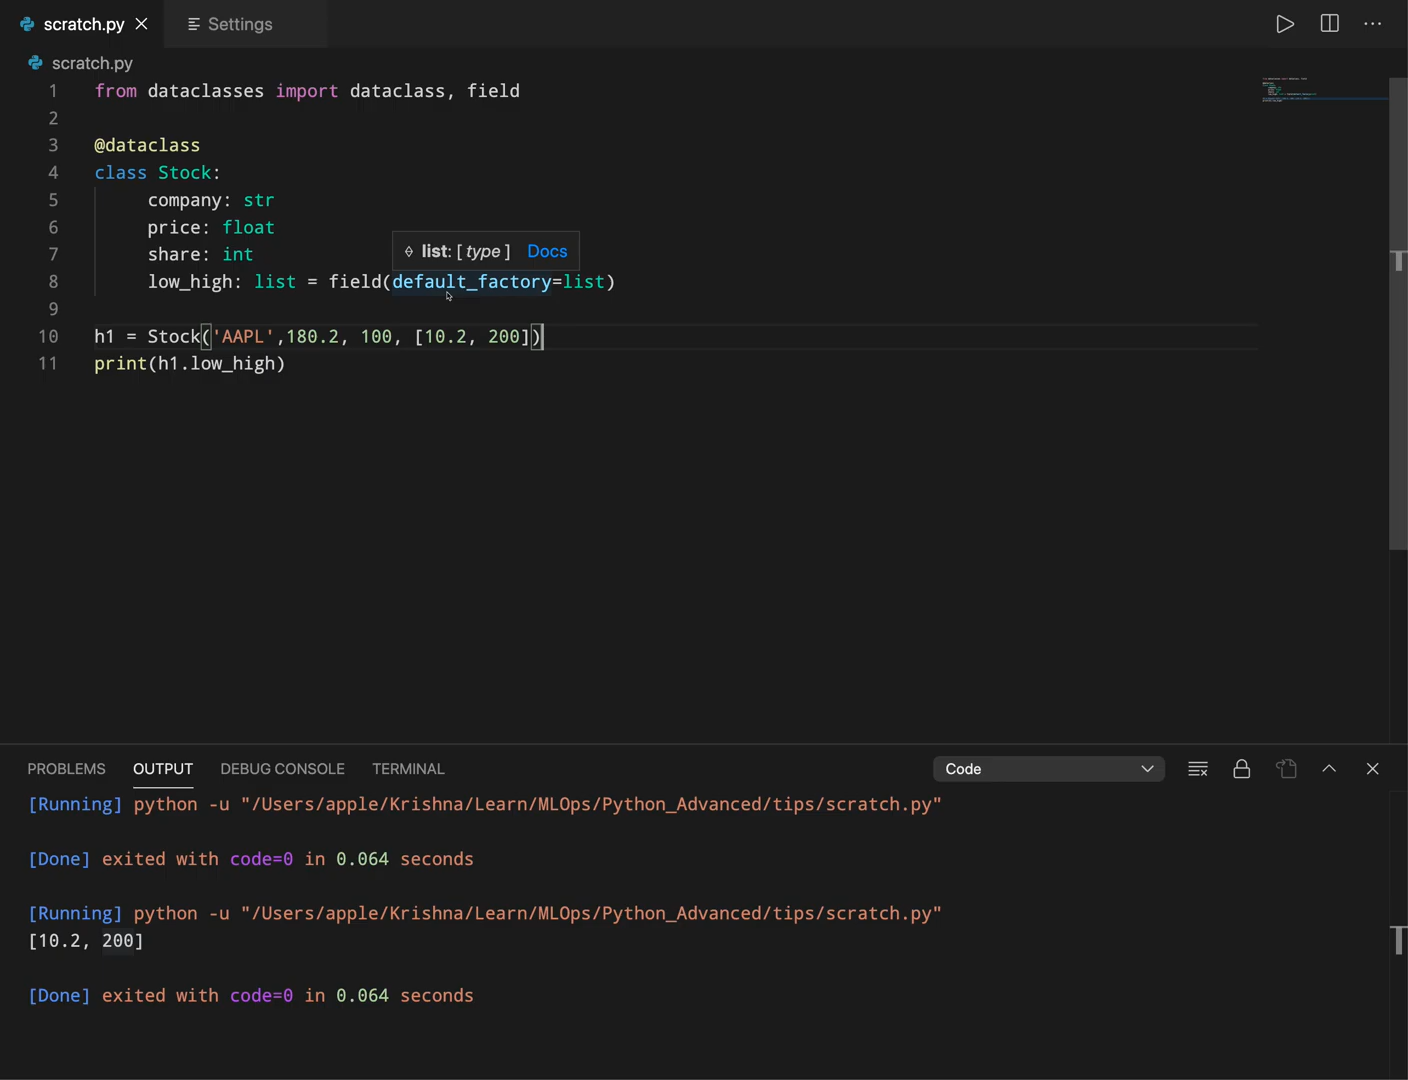 scratch.py
Settings
scratch.py
1 from dataclasses import dataclass, field
2
3 @dataclass
4 class Stock:
5 company: str
6 price: float
7 share: int
8 low_high: list = field(default_factory=list)
list: [ type ] Docs
9
10 h1 = Stock('AAPL',180.2, 100, [10.2, 200])
11 print(h1.low_high)
PROBLEMS OUTPUT DEBUG CONSOLE TERMINAL Code
[Running] python -u "/Users/apple/Krishna/Learn/MLOps/Python_Advanced/tips/scratch.py"
[Done] exited with code=0 in 0.064 seconds
[Running] python -u "/Users/apple/Krishna/Learn/MLOps/Python_Advanced/tips/scratch.py"
[10.2, 200]
[Done] exited with code=0 in 0.064 seconds